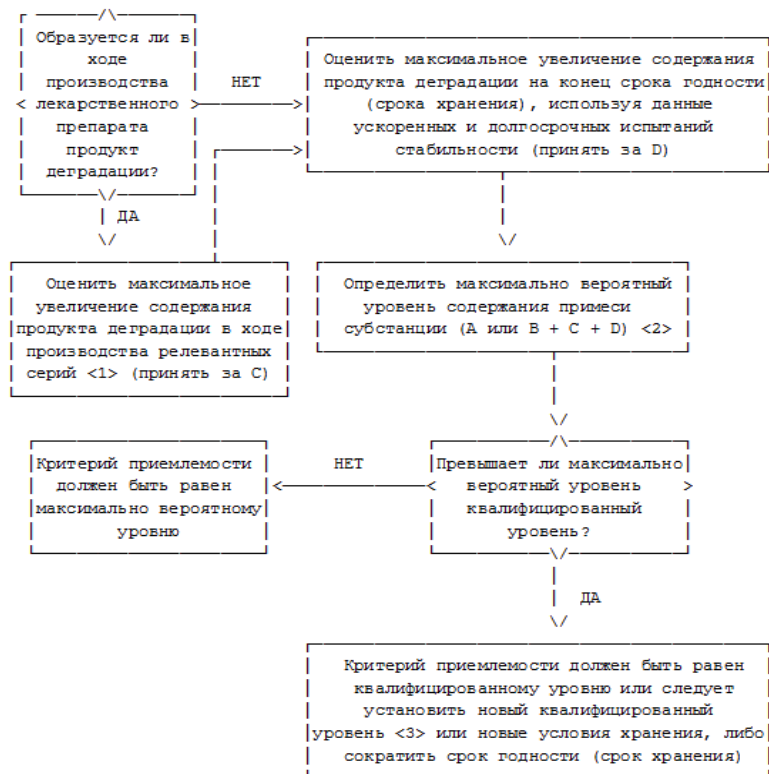 Образуется ли в
ходе
производства
лекарственного
препарата
продукт
деградации?
НЕТ
Оценить максимальное увеличение содержания
продукта деградации на конец срока годности
(срока хранения), используя данные
ускоренных и долгосрочных испытаний
стабильности (принять за D)
ДА
Оценить максимальное
увеличение содержания
продукта деградации в ходе
производства релевантных
серий <1> (принять за C)
Определить максимально вероятный
уровень содержания примеси
субстанции (A или B + C + D) <2>
Превышает ли максимально
вероятный уровень
квалифицированный
уровень?
НЕТ
Критерий приемлемости
должен быть равен
максимально вероятному
уровню
ДА
Критерий приемлемости должен быть равен
квалифицированному уровню или следует
установить новый квалифицированный
уровень <3> или новые условия хранения, либо
сократить срок годности (срок хранения)